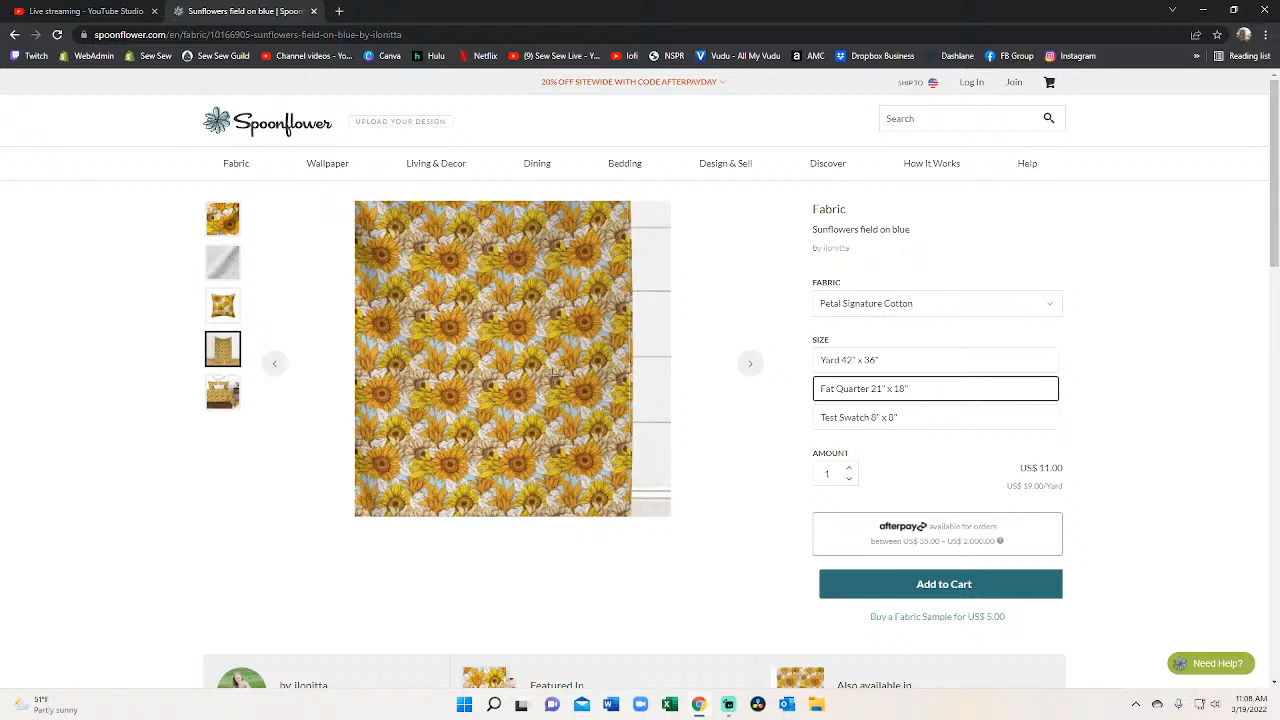 Live streaming - YouTube Studio
Sunflowers field on blue | Spoon
spoonflower.com/en/fabric/10166905-sunflowers-field-on-blue-by-ilonitta
Twitch
WebAdmin
Sew Sew
Sew Sew Guild
Channel videos - Yo...
Canva
Hulu
Netflix
(9) Sew Sew Live - Y...
lofi
NSPR
Vudu - All My Vudu
AMC
Dropbox Business
Dashlane
FB Group
Instagram
»
Reading list
20% OFF SITEWIDE WITH CODE AFTERPAYDAY
SHIP TO
Log In
Join
Spoonflower
UPLOAD YOUR DESIGN
Search
Fabric
Wallpaper
Living & Decor
Dining
Bedding
Design & Sell
Discover
How It Works
Help
Fabric
Sunflowers field on blue
by ilonitta
FABRIC
Petal Signature Cotton
SIZE
Yard 42" x 36"
Fat Quarter 21" x 18"
Test Swatch 8" x 8"
AMOUNT
1
US$ 11.00
US$ 19.00/Yard
afterpay available for orders
between US$ 35.00 – US$ 2,000.00
Add to Cart
Buy a Fabric Sample for US$ 5.00
Need Help?
by ilonitta
Featured In
Also available in
51°F
Partly sunny
11:08 AM
3/19/2022